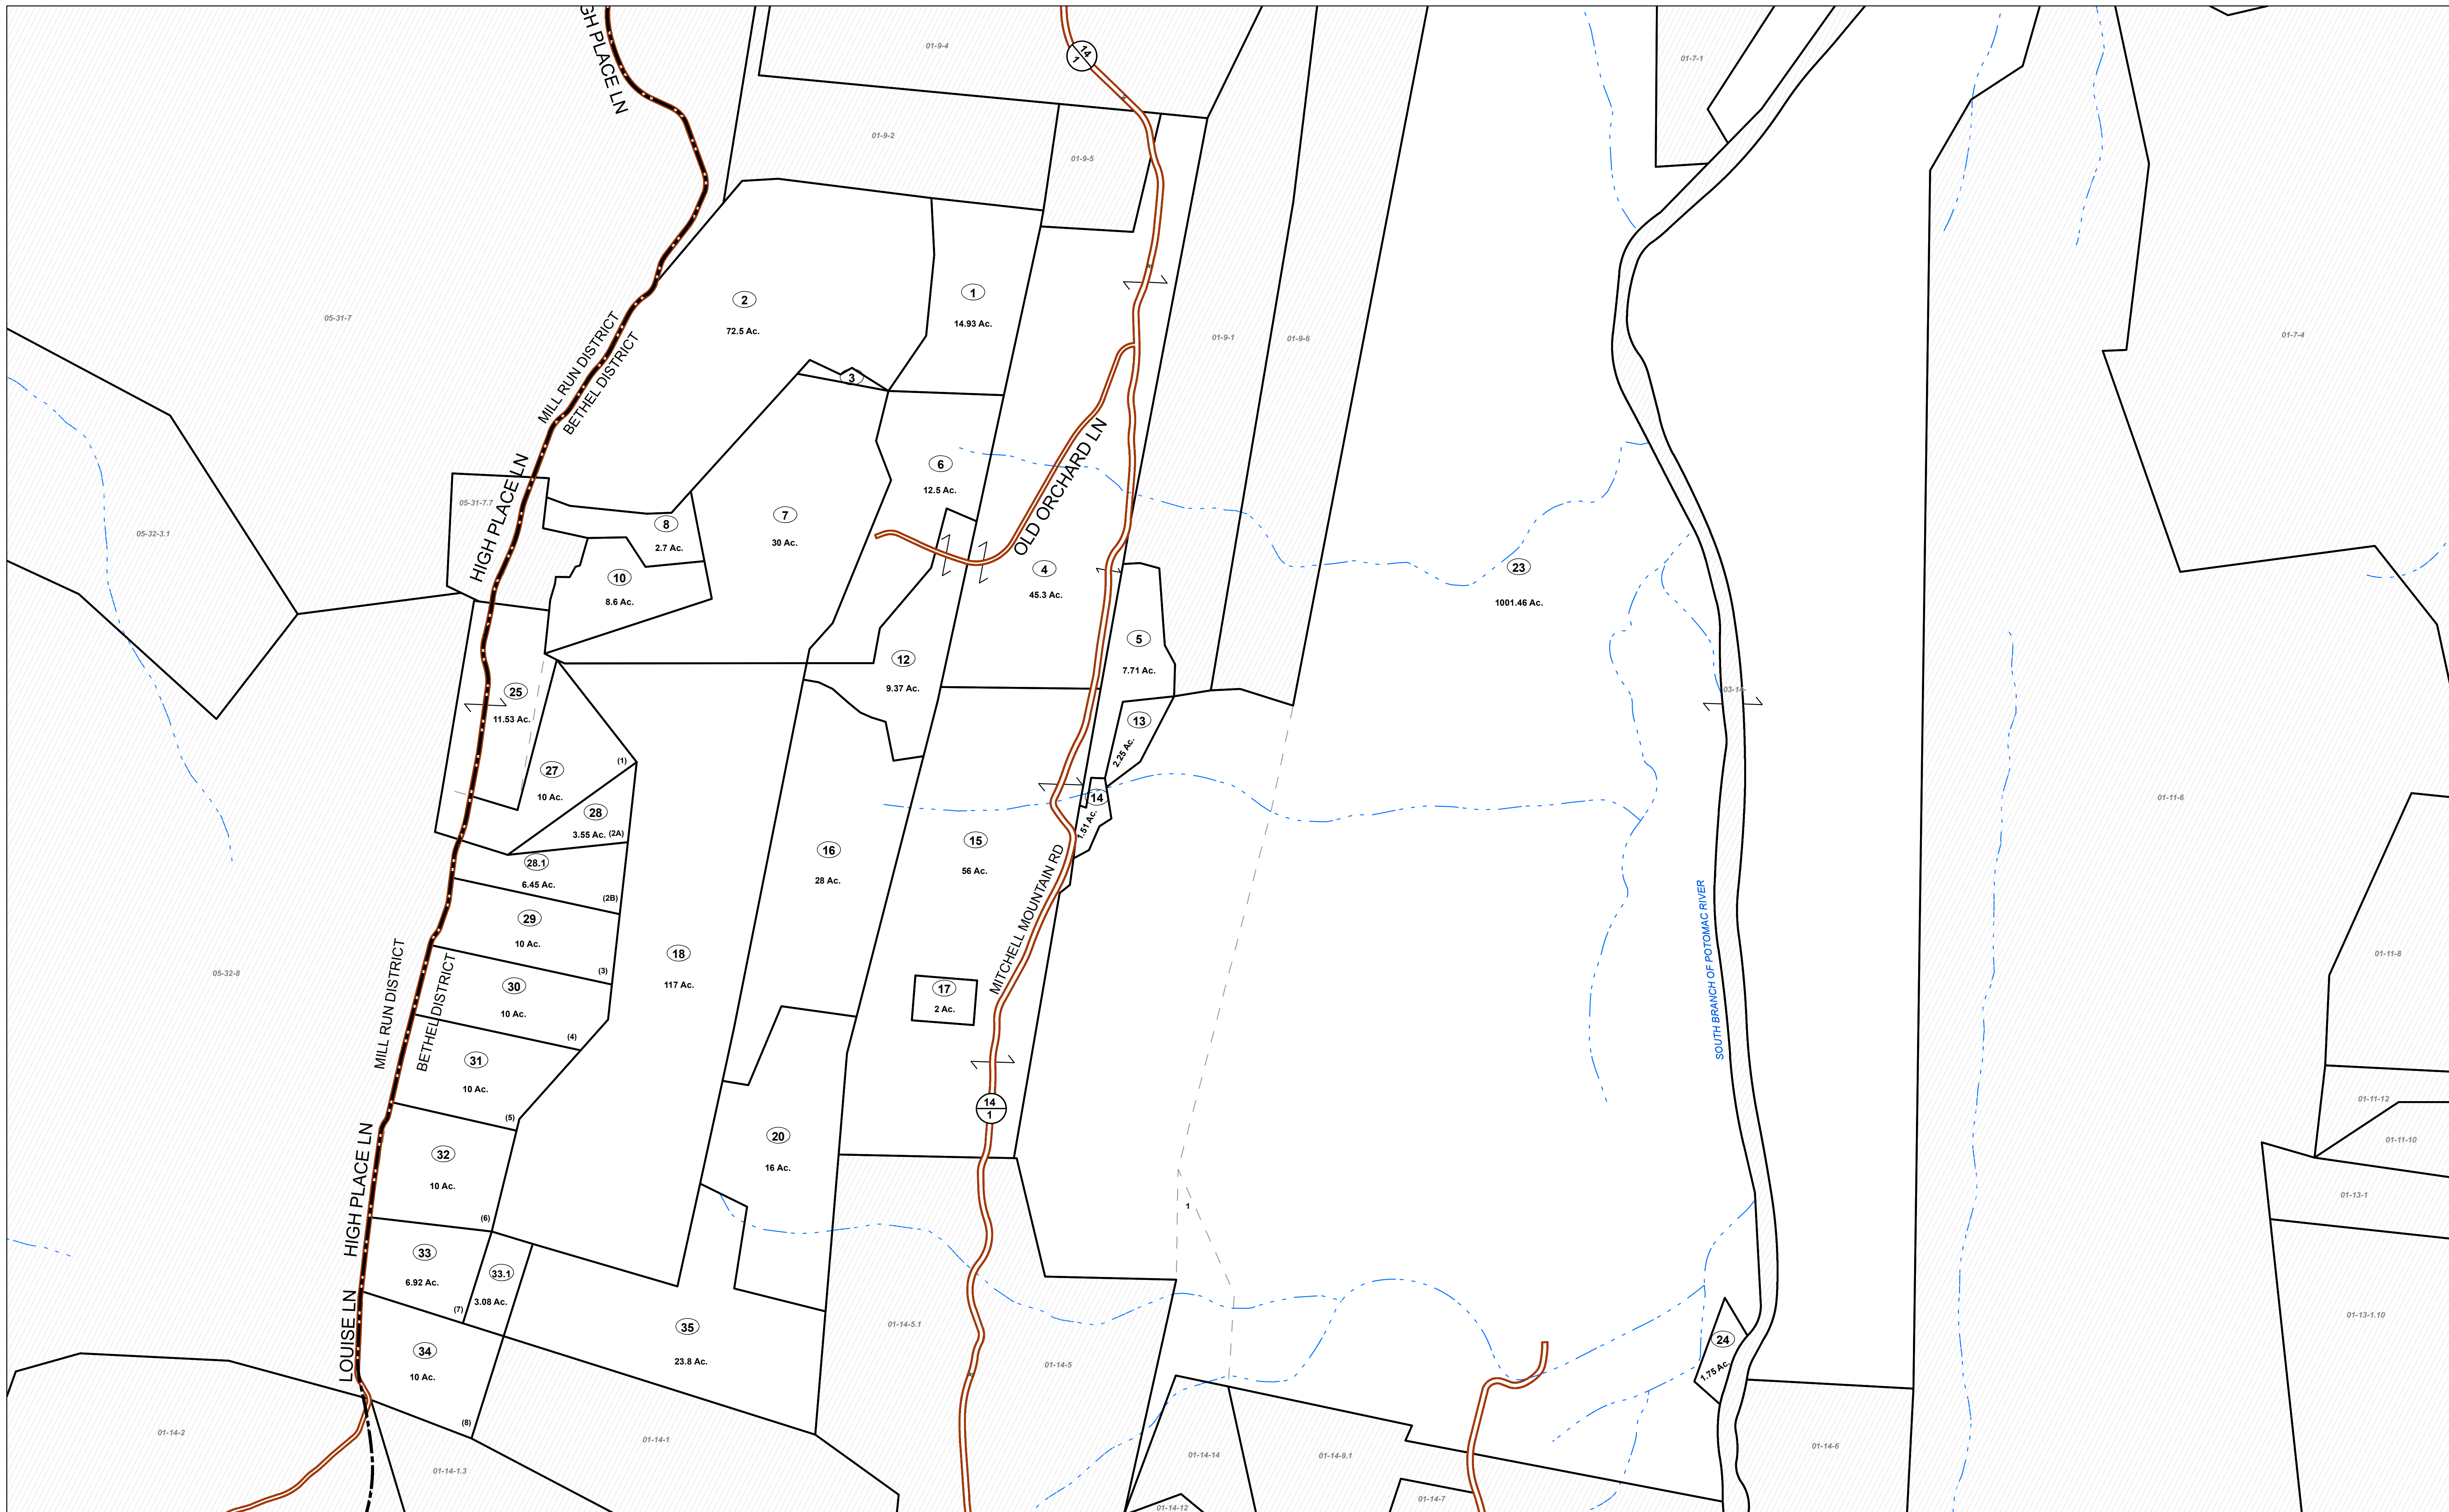 HIGH PLACE LN
14
1
01-9-4
01-7-1
01-9-2
01-9-5
2
72.5 Ac.
1
14.93 Ac.
05-31-7
MILL RUN DISTRICT
BETHEL DISTRICT
01-9-1
01-9-6
01-7-4
3
HIGH PLACE LN
OLD ORCHARD LN
6
12.5 Ac.
05-31-7.7
05-32-3.1
8
2.7 Ac.
7
30 Ac.
10
8.6 Ac.
4
45.3 Ac.
23
1001.46 Ac.
5
7.71 Ac.
12
9.37 Ac.
25
11.53 Ac.
03-14-
13
2.25 Ac.
27
10 Ac.
(1)
14
1.51 Ac.
28
3.55 Ac.
(2A)
01-11-6
15
56 Ac.
16
28 Ac.
28.1
6.45 Ac.
(2B)
MITCHELL MOUNTAIN RD
SOUTH BRANCH OF POTOMAC RIVER
29
10 Ac.
(3)
18
117 Ac.
01-11-8
05-32-8
MILL RUN DISTRICT
BETHEL DISTRICT
30
10 Ac.
(4)
17
2 Ac.
31
10 Ac.
(5)
14
1
01-11-12
01-11-10
20
16 Ac.
32
10 Ac.
(6)
HIGH PLACE LN
1
01-13-1
33
6.92 Ac.
(7)
33.1
3.08 Ac.
LOUISE LN
01-14-5.1
35
23.8 Ac.
01-13-1.10
24
1.75 Ac.
34
10 Ac.
(8)
01-14-5
01-14-2
01-14-1
01-14-1.3
01-14-14
01-14-9.1
01-14-6
01-14-7
01-14-12